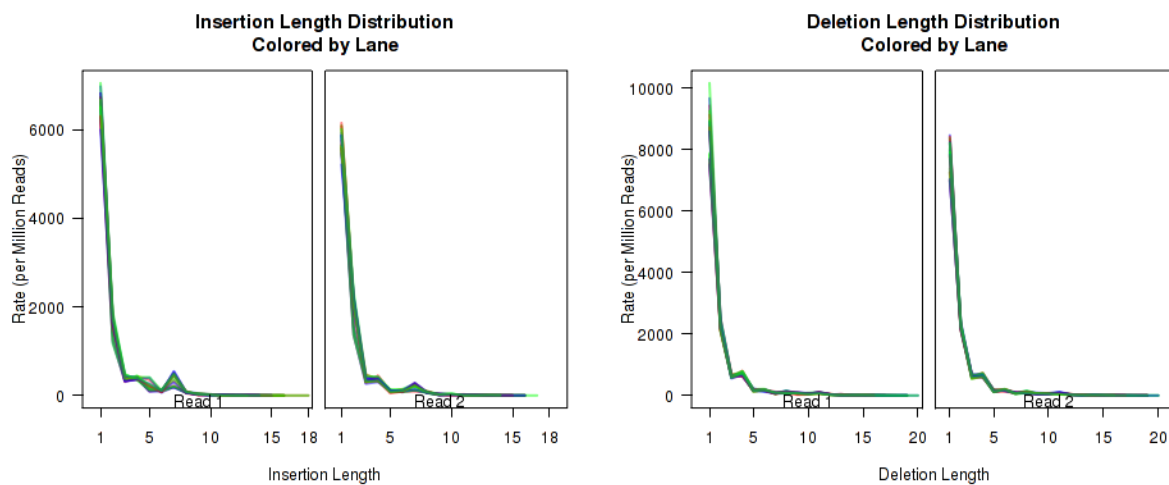 Insertion Length Distribution
Colored by Lane
Rate (per Million Reads)
6000
4000
2000
0
Read 1
Read 2
1 5 10 15 18
1 5 10 15 18
Insertion Length
Deletion Length Distribution
Colored by Lane
Rate (per Million Reads)
10000
8000
6000
4000
2000
0
Read 1
Read 2
1 5 10 15 20
1 5 10 15 20
Deletion Length